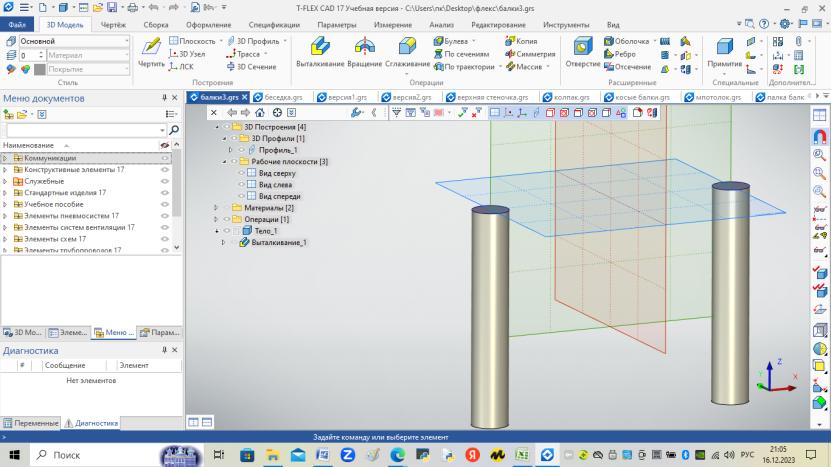 T-FLEX CAD 17 Учебная версия - C:\Users\пк\Desktop\флекс\балки3.grs
Файл 3D Модель Чертёж Сборка Оформление Спецификации Параметры Измерение Анализ Редактирование Инструменты Вид
Основной
0 Материал
Покрытие
Стиль
Чертить
Плоскость
3D Узел
ЛСК
3D Профиль
Трасса
3D Сечение
Построения
Выталкивание Вращение Сглаживание
Булева
По сечениям
По траектории
Копия
Симметрия
Массив
Операции
Отверстие
Оболочка
Ребро
Отсечение
Расширенные
Примитив
Специальные
Дополнител...
Меню документов
балки3.grs беседка.grs версия1.grs версия2.grs верхняя стеночка.grs колпак.grs косые балки.grs мпотолок.grs палка балк
Наименование
Коммуникации
Конструктивные элементы 17
Служебные
Стандартные изделия 17
Учебное пособие
Элементы пневмосистем 17
Элементы систем вентиляции 17
Элементы схем 17
Элементы трубопроводов 17
3D Построения [4]
3D Профили [1]
Профиль_1
Рабочие плоскости [3]
Вид сверху
Вид слева
Вид спереди
Материалы [2]
Операции [1]
Тело_1
Выталкивание_1
3D Мо... Элеме... Меню ... Парам...
Диагностика
# Сообщение Элемент
Нет элементов
Переменные Диагностика
Z
Y
X
> Задайте команду или выберите элемент
Поиск
РУС
21:05
16.12.2023